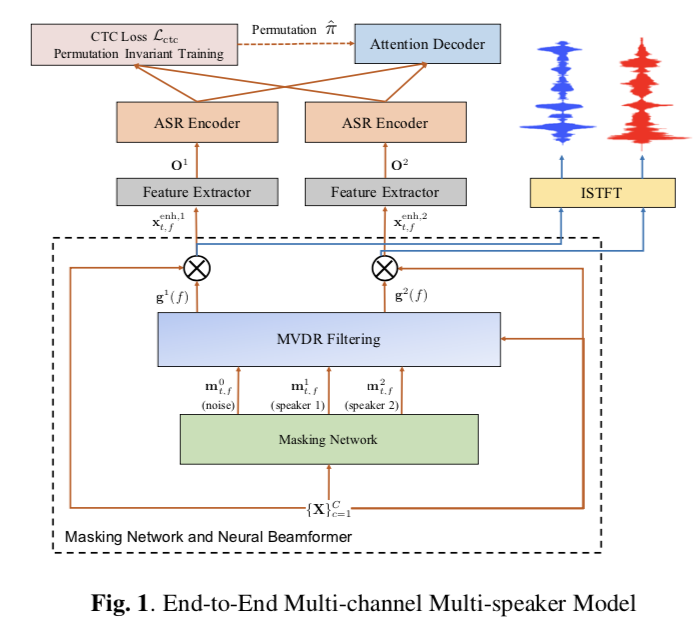 CTC Loss $\mathcal{L}_{\text{ctc}}$
Permutation Invariant Training
Permutation $\hat{\pi}$
Attention Decoder
ASR Encoder
ASR Encoder
$\mathbf{O}^1$
$\mathbf{O}^2$
Feature Extractor
Feature Extractor
ISTFT
$\mathbf{x}_{t,f}^{\text{enh},1}$
$\mathbf{x}_{t,f}^{\text{enh},2}$
$\mathbf{g}^1(f)$
$\mathbf{g}^2(f)$
MVDR Filtering
$\mathbf{m}_{t,f}^0$
(noise)
$\mathbf{m}_{t,f}^1$
(speaker 1)
$\mathbf{m}_{t,f}^2$
(speaker 2)
Masking Network
$\{\mathbf{X}\}_{c=1}^C$
Masking Network and Neural Beamformer
Fig. 1. End-to-End Multi-channel Multi-speaker Model